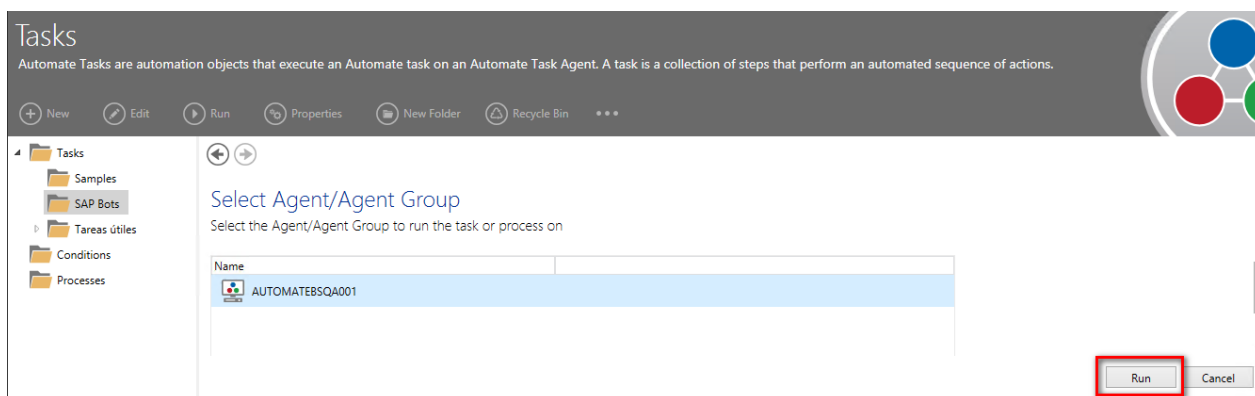 Tasks
Automate Tasks are automation objects that execute an Automate task on an Automate Task Agent. A task is a collection of steps that perform an automated sequence of actions.
New Edit Run Properties New Folder Recycle Bin
Tasks
Samples
SAP Bots
Tareas útiles
Conditions
Processes
Select Agent/Agent Group
Select the Agent/Agent Group to run the task or process on
Name
AUTOMATEBSQA001
Run Cancel